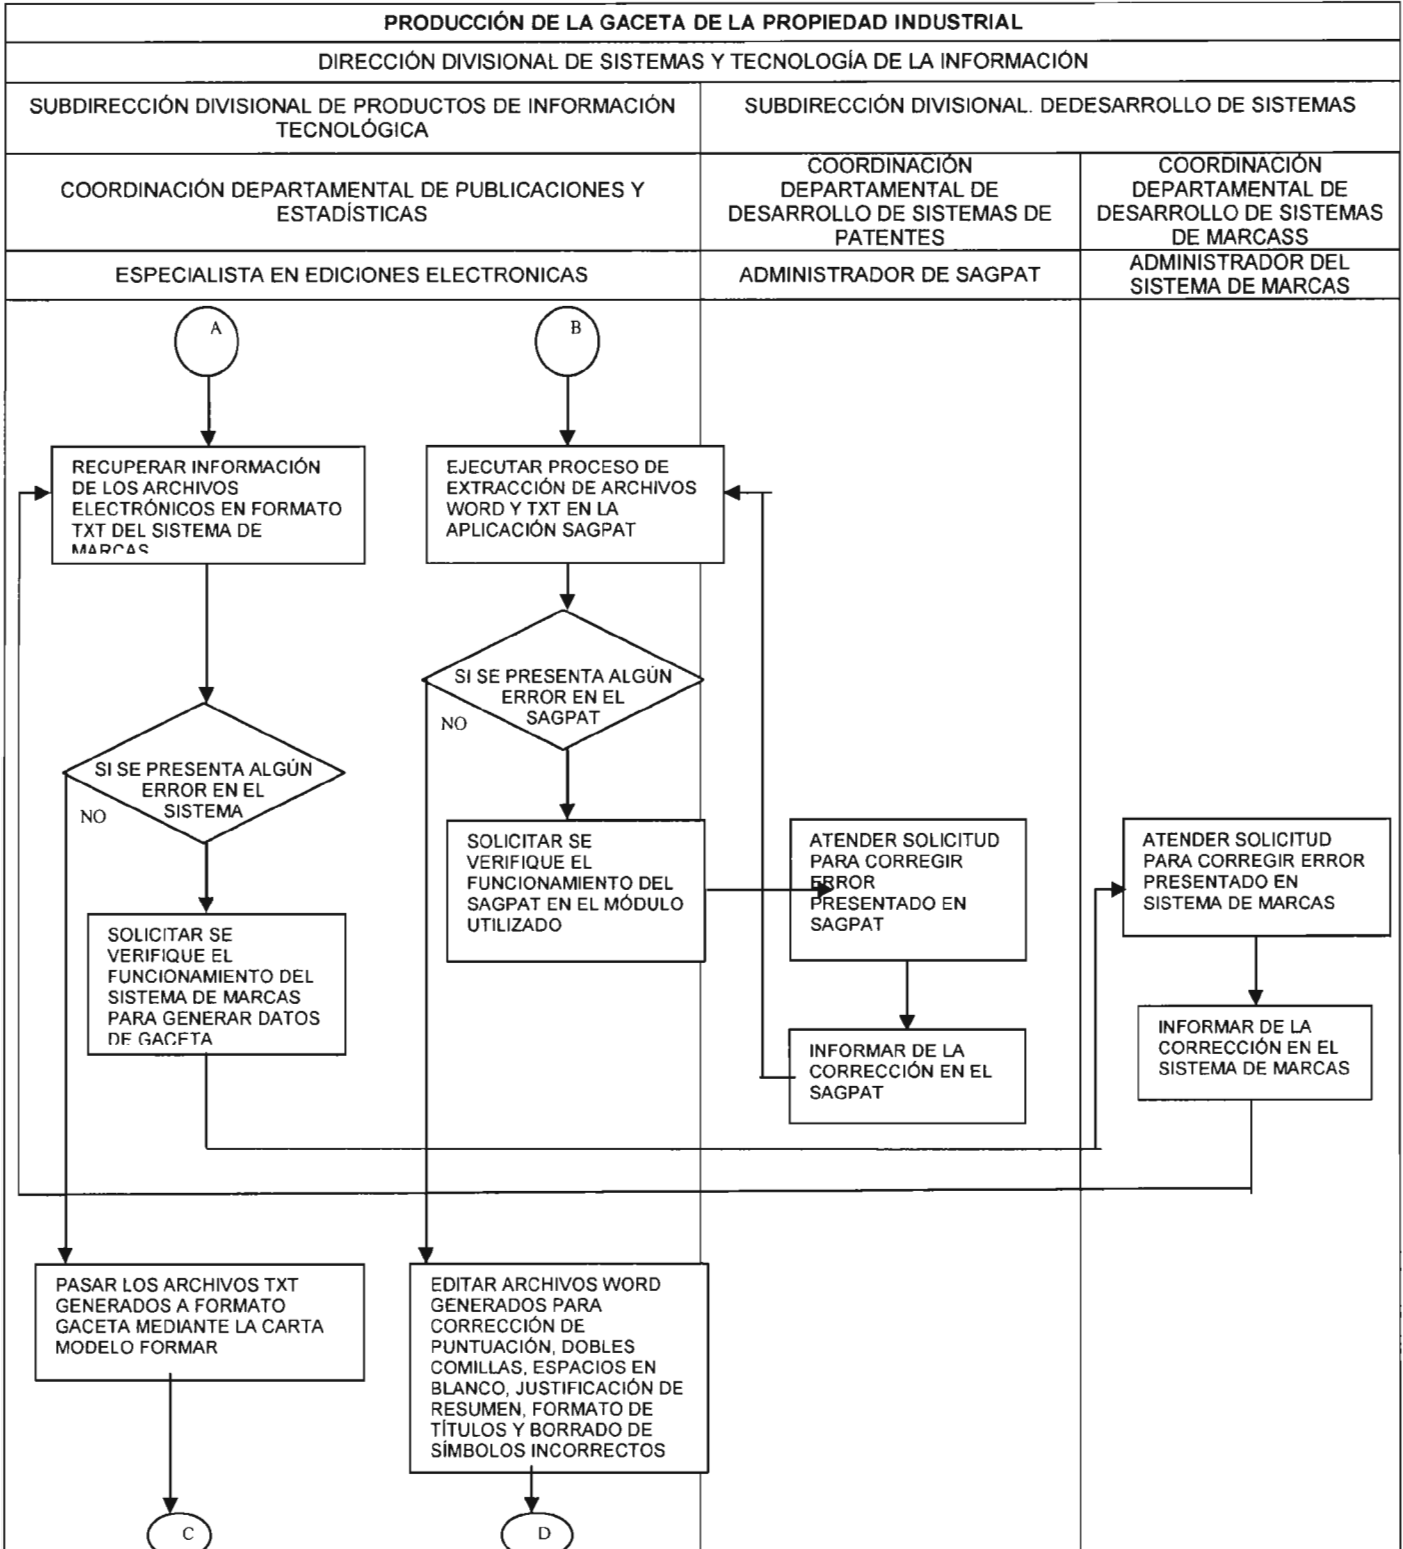 PRODUCCIÓN DE LA GACETA DE LA PROPIEDAD INDUSTRIAL
DIRECCIÓN DIVISIONAL DE SISTEMAS Y TECNOLOGÍA DE LA INFORMACIÓN
SUBDIRECCIÓN DIVISIONAL DE PRODUCTOS DE INFORMACIÓN
TECNOLÓGICA
SUBDIRECCIÓN DIVISIONAL. DEDESARROLLO DE SISTEMAS
COORDINACIÓN DEPARTAMENTAL DE PUBLICACIONES Y
ESTADÍSTICAS
COORDINACIÓN
DEPARTAMENTAL DE
DESARROLLO DE SISTEMAS DE
PATENTES
COORDINACIÓN
DEPARTAMENTAL DE
DESARROLLO DE SISTEMAS
DE MARCASS
ESPECIALISTA EN EDICIONES ELECTRONICAS
ADMINISTRADOR DE SAGPAT
ADMINISTRADOR DEL
SISTEMA DE MARCAS
A
B
RECUPERAR INFORMACIÓN
DE LOS ARCHIVOS
ELECTRÓNICOS EN FORMATO
TXT DEL SISTEMA DE
MARCAS
EJECUTAR PROCESO DE
EXTRACCIÓN DE ARCHIVOS
WORD Y TXT EN LA
APLICACIÓN SAGPAT
SI SE PRESENTA ALGÚN
ERROR EN EL
SAGPAT
NO
SI SE PRESENTA ALGÚN
ERROR EN EL
SISTEMA
NO
SOLICITAR SE
VERIFIQUE EL
FUNCIONAMIENTO DEL
SAGPAT EN EL MÓDULO
UTILIZADO
ATENDER SOLICITUD
PARA CORREGIR
ERROR
PRESENTADO EN
SAGPAT
ATENDER SOLICITUD
PARA CORREGIR ERROR
PRESENTADO EN
SISTEMA DE MARCAS
SOLICITAR SE
VERIFIQUE EL
FUNCIONAMIENTO DEL
SISTEMA DE MARCAS
PARA GENERAR DATOS
DE GACETA
INFORMAR DE LA
CORRECCIÓN EN EL
SAGPAT
INFORMAR DE LA
CORRECCIÓN EN EL
SISTEMA DE MARCAS
PASAR LOS ARCHIVOS TXT
GENERADOS A FORMATO
GACETA MEDIANTE LA CARTA
MODELO FORMAR
EDITAR ARCHIVOS WORD
GENERADOS PARA
CORRECCIÓN DE
PUNTUACIÓN, DOBLES
COMILLAS, ESPACIOS EN
BLANCO, JUSTIFICACIÓN DE
RESUMEN, FORMATO DE
TÍTULOS Y BORRADO DE
SÍMBOLOS INCORRECTOS
C
D